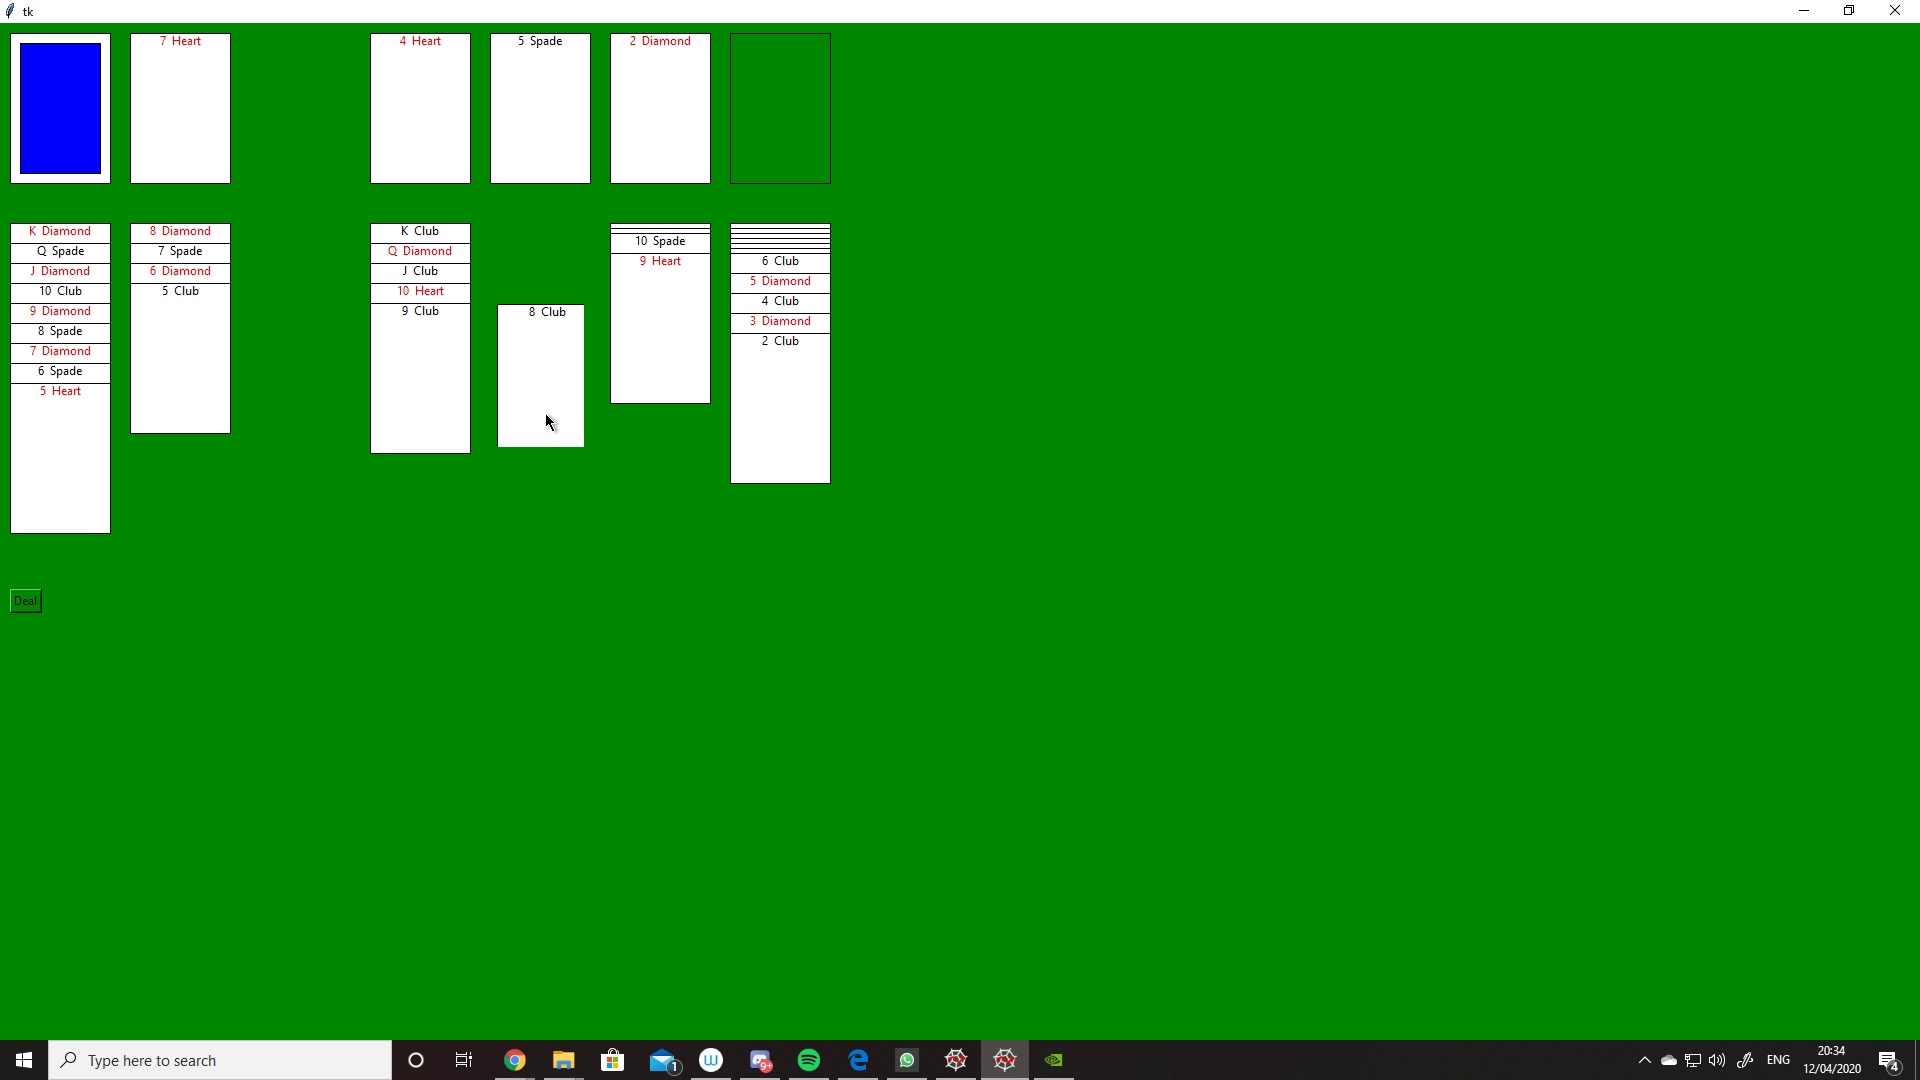 tk
7 Heart
4 Heart
5 Spade
2 Diamond
K Diamond
Q Spade
J Diamond
10 Club
9 Diamond
8 Spade
7 Diamond
6 Spade
5 Heart
8 Diamond
7 Spade
6 Diamond
5 Club
K Club
Q Diamond
J Club
10 Heart
9 Club
8 Club
10 Spade
9 Heart
6 Club
5 Diamond
4 Club
3 Diamond
2 Club
Deal
Type here to search
1
W
9+
ENG
20:34
12/04/2020
4